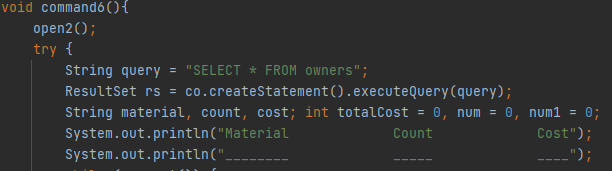 void command6(){
open2();
try {
String query = "SELECT * FROM owners";
ResultSet rs = co.createStatement().executeQuery(query);
String material, count, cost; int totalCost = 0, num = 0, num1 = 0;
System.out.println("Material             Count             Cost");
System.out.println("________             _____             ____");